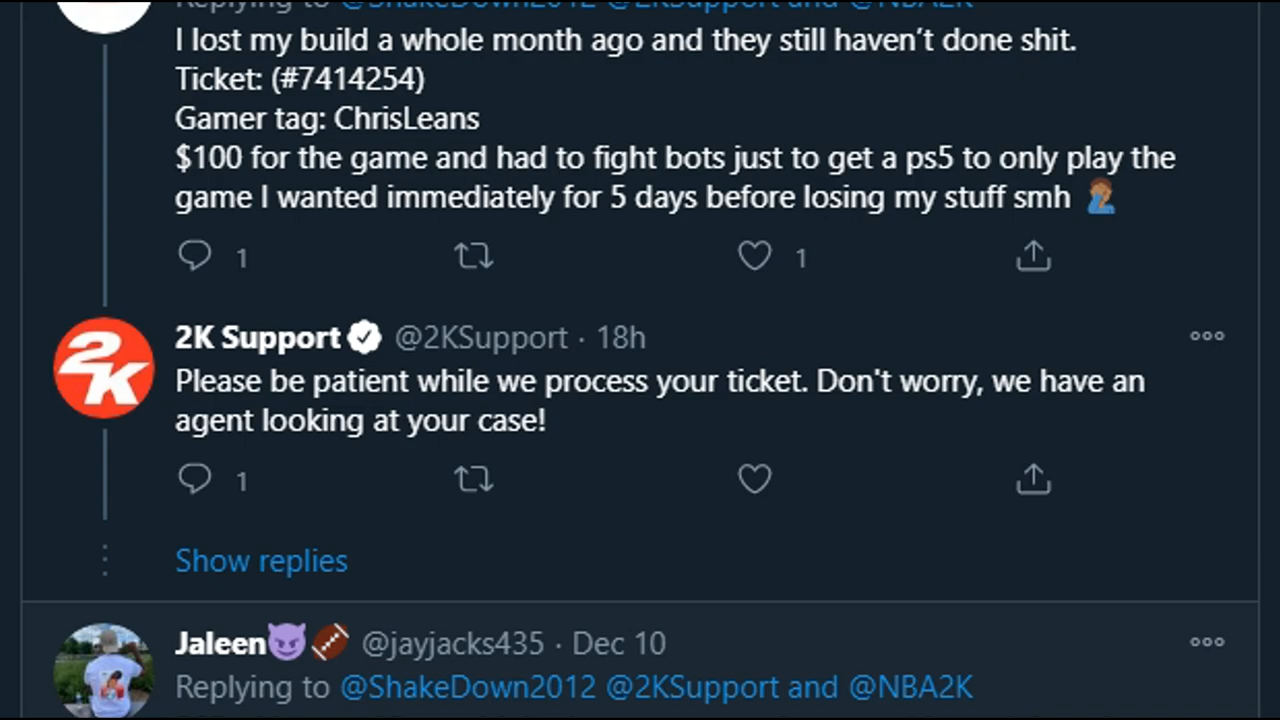 Replying to @ShakeDown2012 @2KSupport and @NBA2K
I lost my build a whole month ago and they still haven’t done shit.
Ticket: (#7414254)
Gamer tag: ChrisLeans
$100 for the game and had to fight bots just to get a ps5 to only play the
game I wanted immediately for 5 days before losing my stuff smh 🤦🏽‍♂️
1 1
2K
2K Support @2KSupport · 18h
Please be patient while we process your ticket. Don't worry, we have an
agent looking at your case!
1
Show replies
Jaleen😈🏈 @jayjacks435 · Dec 10
Replying to @ShakeDown2012 @2KSupport and @NBA2K